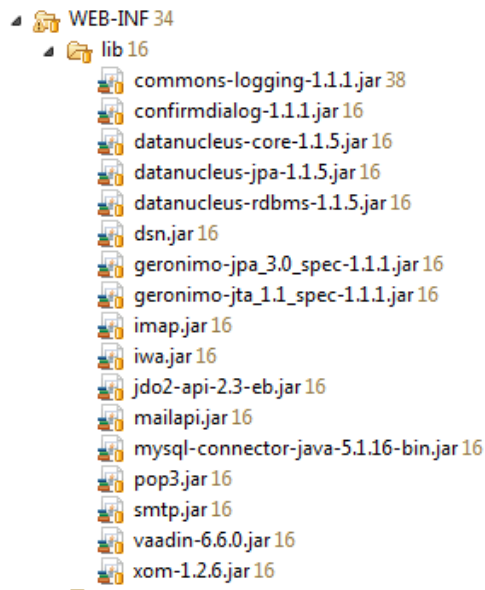 WEB-INF 34
lib 16
commons-logging-1.1.1.jar 38
confirmdialog-1.1.1.jar 16
datanucleus-core-1.1.5.jar 16
datanucleus-jpa-1.1.5.jar 16
datanucleus-rdbms-1.1.5.jar 16
dsn.jar 16
geronimo-jpa_3.0_spec-1.1.1.jar 16
geronimo-jta_1.1_spec-1.1.1.jar 16
imap.jar 16
iwa.jar 16
jdo2-api-2.3-eb.jar 16
mailapi.jar 16
mysql-connector-java-5.1.16-bin.jar 16
pop3.jar 16
smtp.jar 16
vaadin-6.6.0.jar 16
xom-1.2.6.jar 16